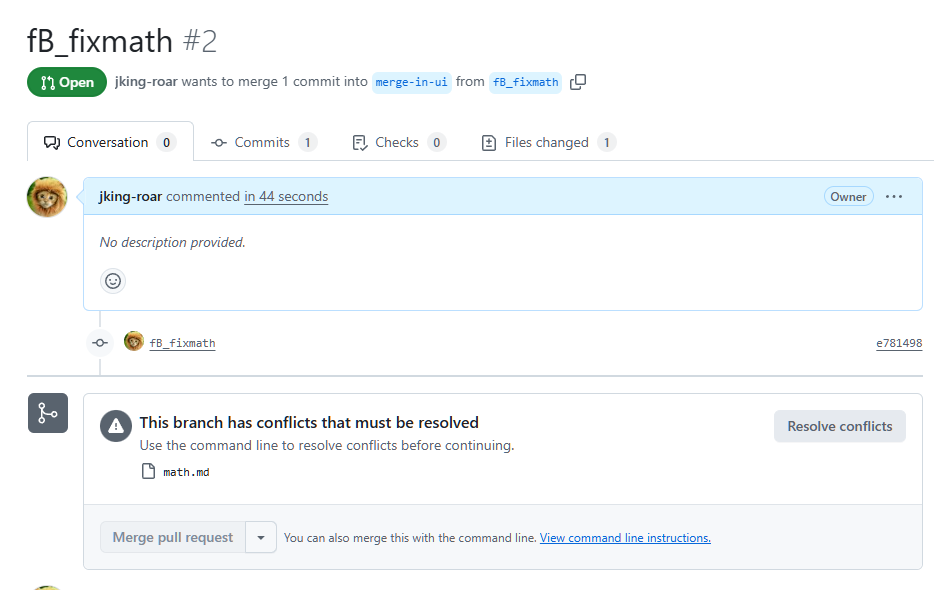 fB_fixmath #2
Open jking-roar wants to merge 1 commit into merge-in-ui from fB_fixmath
Conversation 0 Commits 1 Checks 0 Files changed 1
jking-roar commented in 44 seconds Owner
No description provided.
fB_fixmath e781498
This branch has conflicts that must be resolved Resolve conflicts
Use the command line to resolve conflicts before continuing.
math.md
Merge pull request You can also merge this with the command line. View command line instructions.